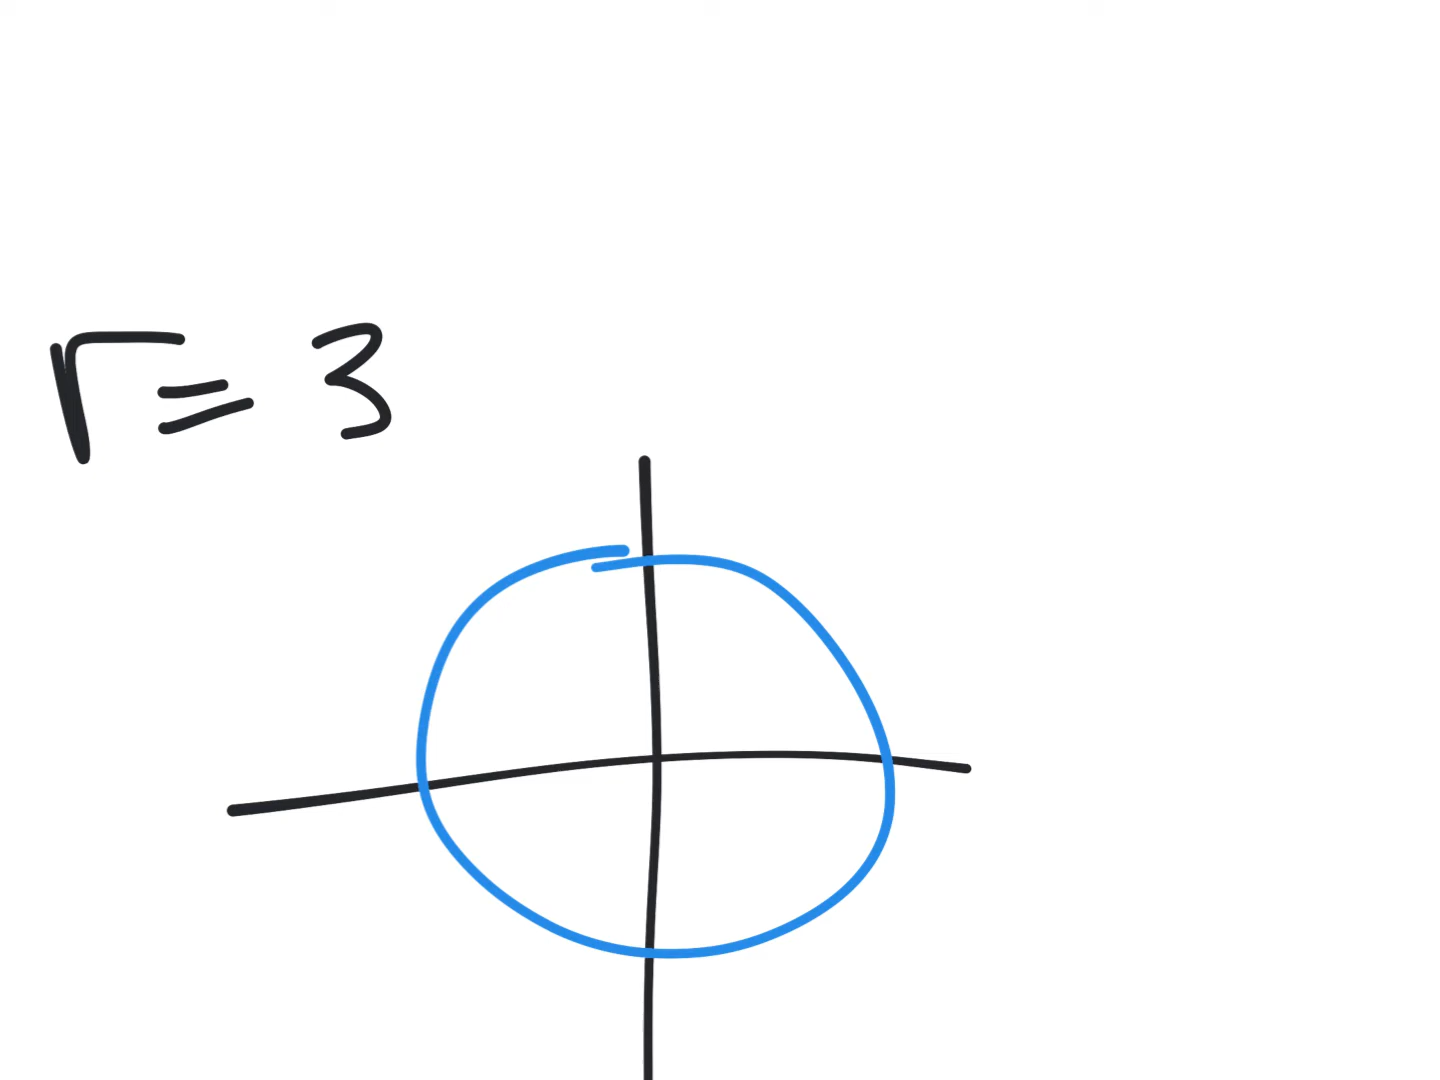 r = 3